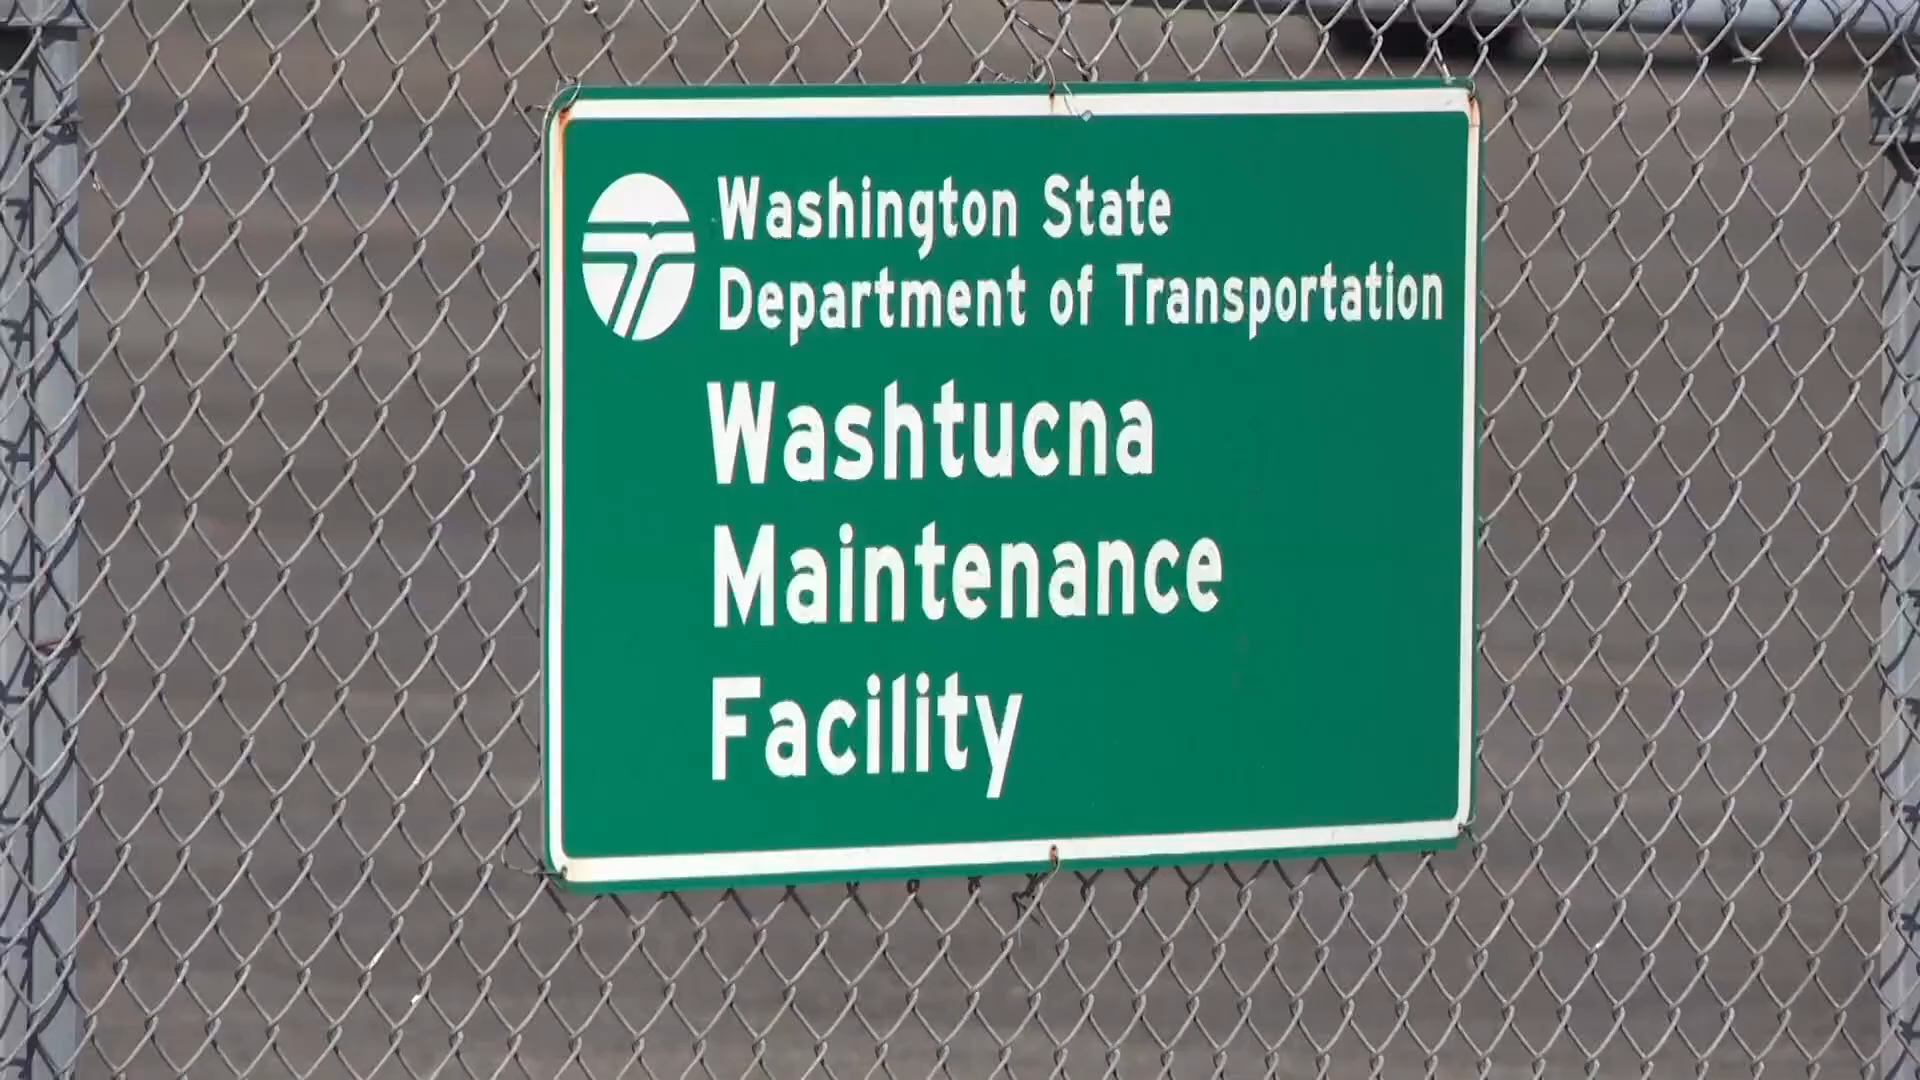 Washington State
Department of Transportation
Washtucna
Maintenance
Facility